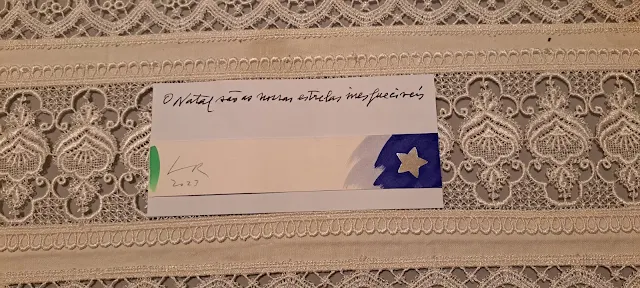 O Natal são as nossas estrelas inesquecíveis
LR
2023